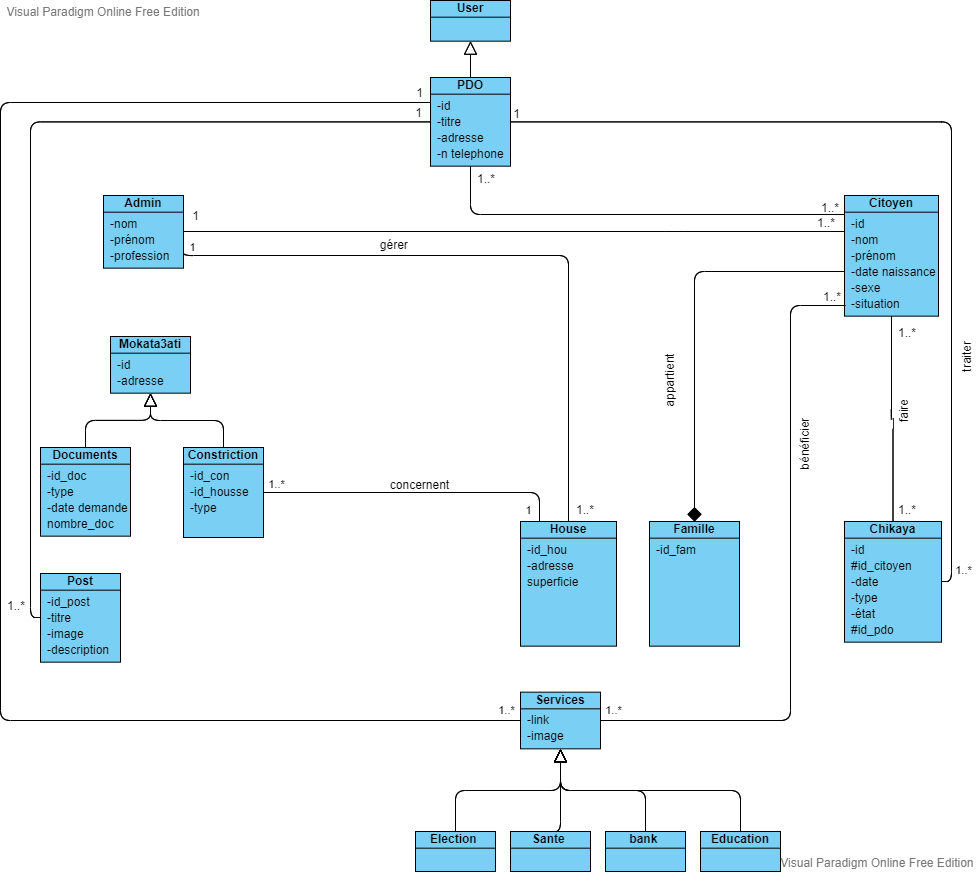 Visual Paradigm Online Free Edition
User
PDO
-id
-titre
-adresse
-n telephone
1
1
1
1..*
1..*
1..*
Admin
-nom
-prénom
-profession
1
1
gérer
Citoyen
-id
-nom
-prénom
-date naissance
-sexe
-situation
1..*
1..*
traiter
appartient
bénéficier
faire
Mokata3ati
-id
-adresse
Documents
-id_doc
-type
-date demande
nombre_doc
Constriction
-id_con
-id_housse
-type
1..*
concernent
1
1..*
1..*
House
-id_hou
-adresse
superficie
Famille
-id_fam
Chikaya
-id
#id_citoyen
-date
-type
-état
#id_pdo
1..*
Post
-id_post
-titre
-image
-description
1..*
Services
-link
-image
1..*
1..*
Election
Sante
bank
Education
Visual Paradigm Online Free Edition